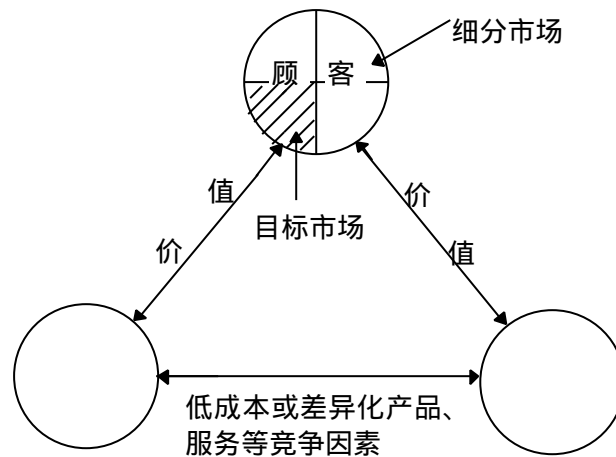 细分市场
顾 客
目标市场
价 值
价 值
低成本或差异化产品、
服务等竞争因素